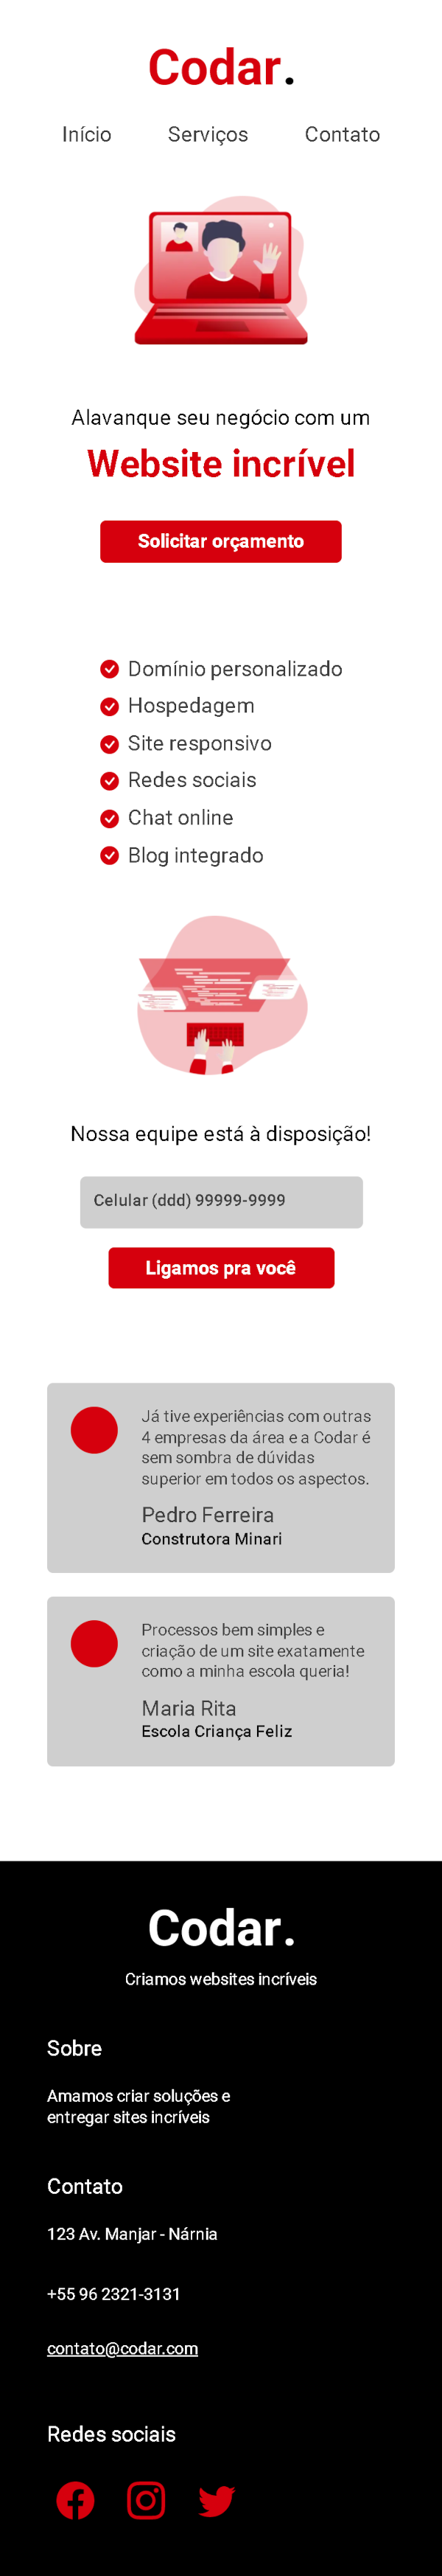 Codar.
Início Serviços Contato
Alavanque seu negócio com um
Website incrível
Solicitar orçamento
Domínio personalizado
Hospedagem
Site responsivo
Redes sociais
Chat online
Blog integrado
Nossa equipe está à disposição!
Celular (ddd) 99999-9999
Ligamos pra você
Já tive experiências com outras
4 empresas da área e a Codar é
sem sombra de dúvidas
superior em todos os aspectos.
Pedro Ferreira
Construtora Minari
Processos bem simples e
criação de um site exatamente
como a minha escola queria!
Maria Rita
Escola Criança Feliz
Codar.
Criamos websites incríveis
Sobre
Amamos criar soluções e
entregar sites incríveis
Contato
123 Av. Manjar - Nárnia
+55 96 2321-3131
contato@codar.com
Redes sociais